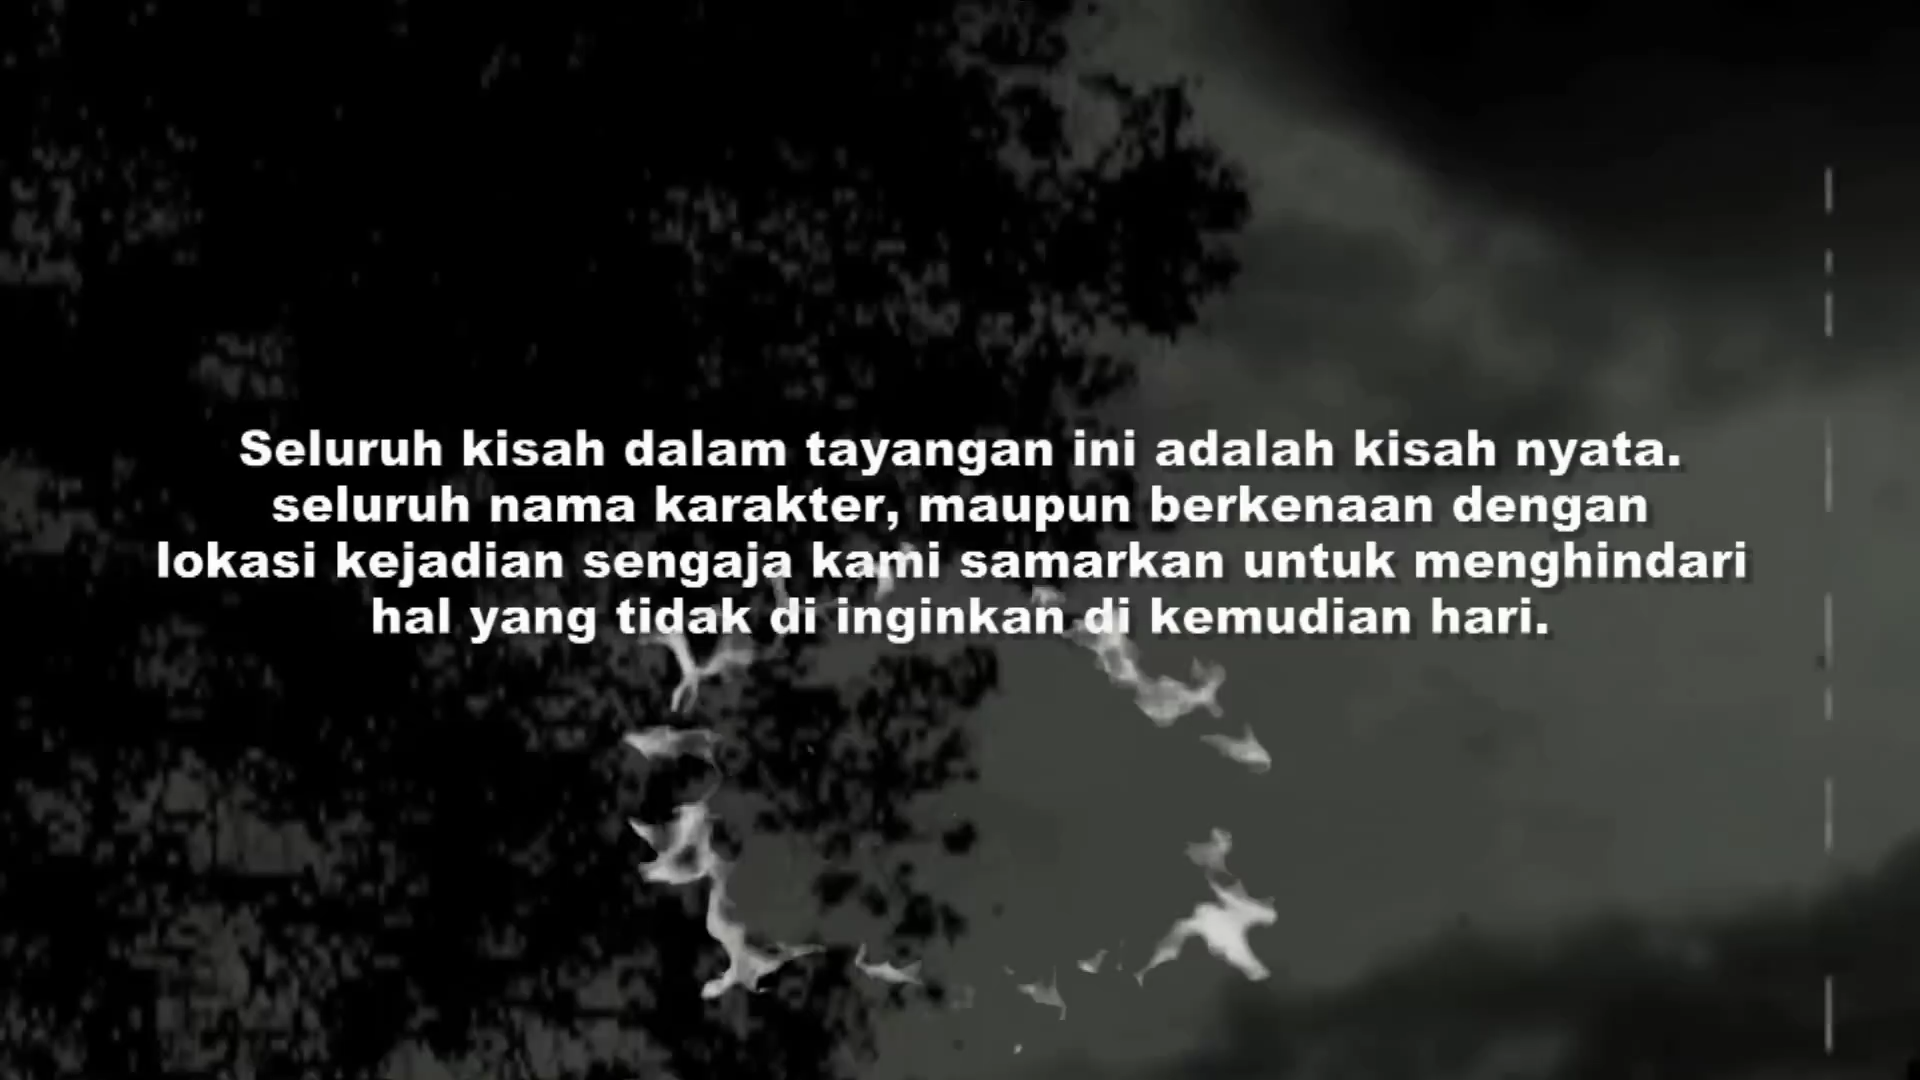 Seluruh kisah dalam tayangan ini adalah kisah nyata.
seluruh nama karakter, maupun berkenaan dengan
lokasi kejadian sengaja kami samarkan untuk menghindari
hal yang tidak di inginkan di kemudian hari.